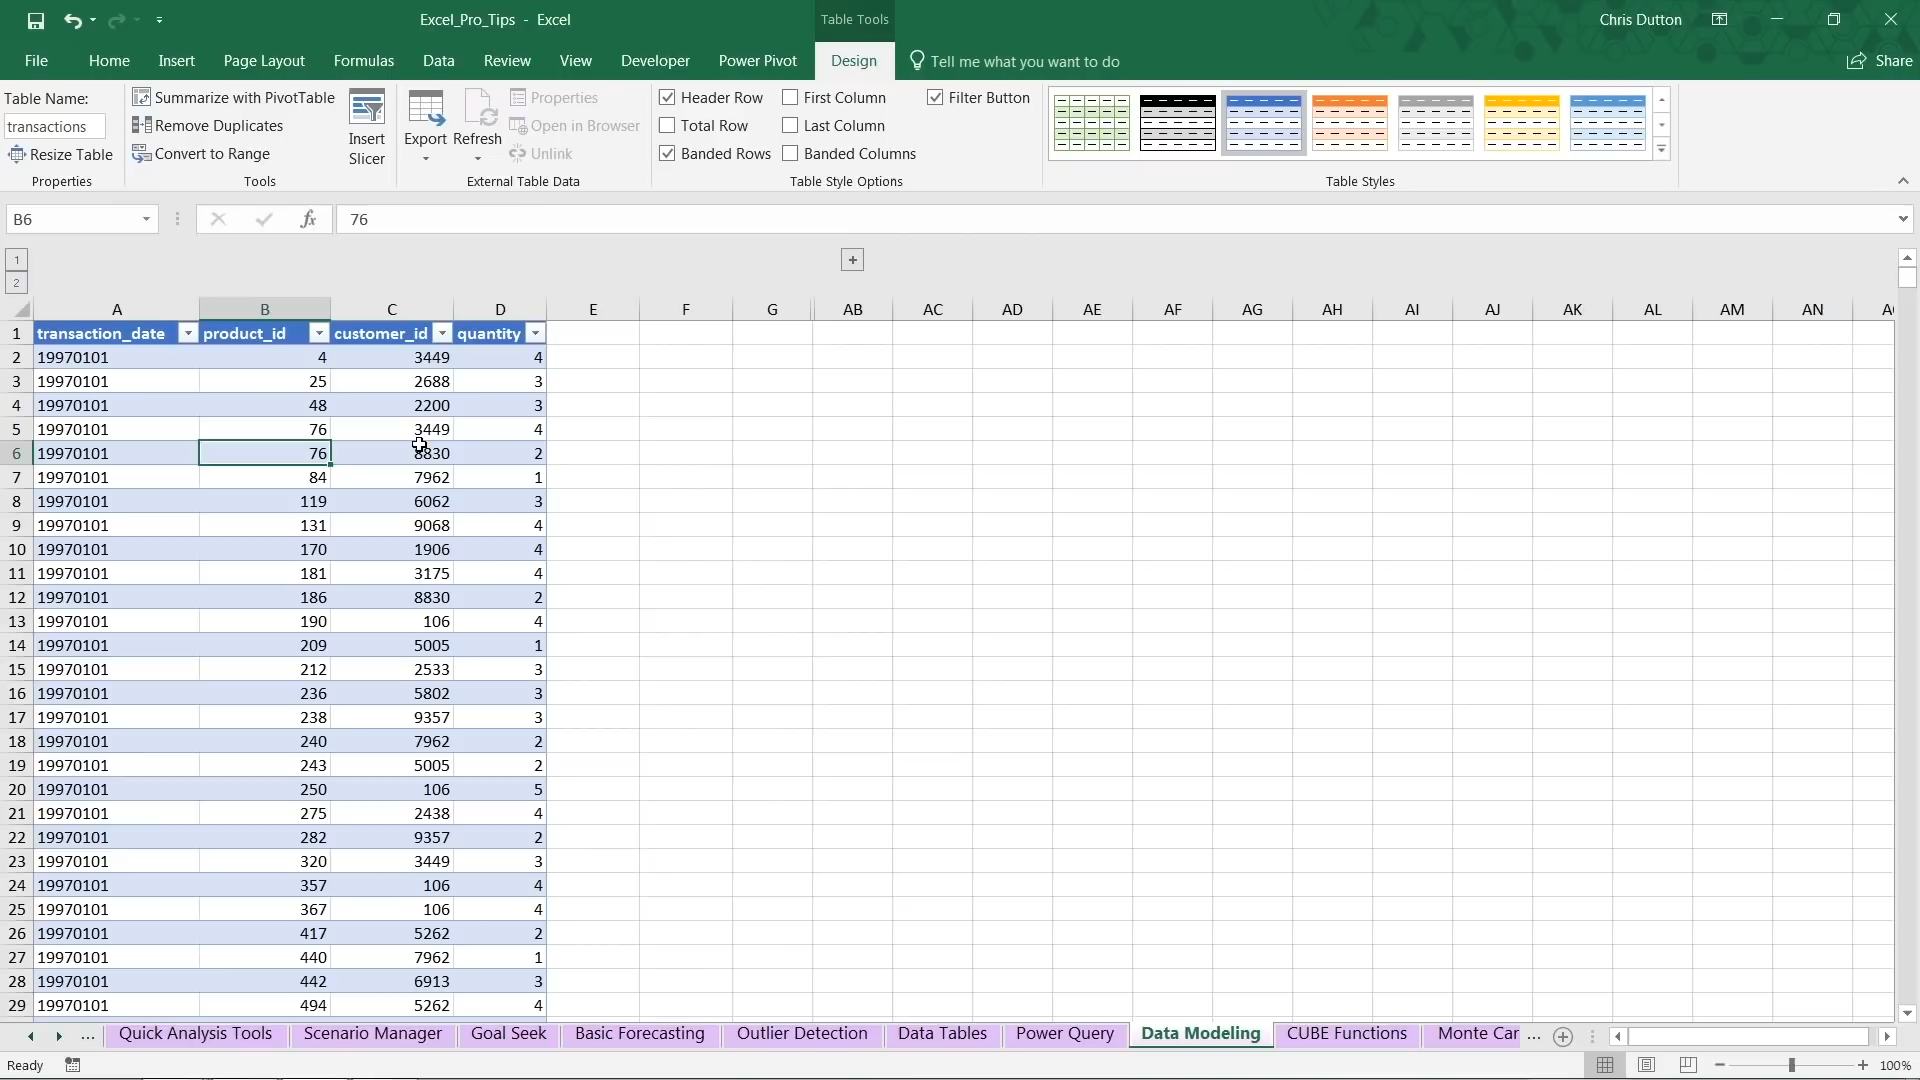 Excel_Pro_Tips - Excel
Table Tools
Chris Dutton
File Home Insert Page Layout Formulas Data Review View Developer Power Pivot Design Tell me what you want to do Share
Table Name:
transactions
Resize Table
Properties
Summarize with PivotTable
Remove Duplicates
Convert to Range
Tools
Insert
Slicer
Export
Refresh
Properties
Open in Browser
Unlink
External Table Data
Header Row First Column Filter Button
Total Row Last Column
Banded Rows Banded Columns
Table Style Options
Table Styles
B6 fx 76
1
2
+
A B C D E F G AB AC AD AE AF AG AH AI AJ AK AL AM AN
1 transaction_date product_id customer_id quantity
2 19970101 4 3449 4
3 19970101 25 2688 3
4 19970101 48 2200 3
5 19970101 76 3449 4
6 19970101 76 8830 2
7 19970101 84 7962 1
8 19970101 119 6062 3
9 19970101 131 9068 4
10 19970101 170 1906 4
11 19970101 181 3175 4
12 19970101 186 8830 2
13 19970101 190 106 4
14 19970101 209 5005 1
15 19970101 212 2533 3
16 19970101 236 5802 3
17 19970101 238 9357 3
18 19970101 240 7962 2
19 19970101 243 5005 2
20 19970101 250 106 5
21 19970101 275 2438 4
22 19970101 282 9357 2
23 19970101 320 3449 3
24 19970101 357 106 4
25 19970101 367 106 4
26 19970101 417 5262 2
27 19970101 440 7962 1
28 19970101 442 6913 3
29 19970101 494 5262 4
... Quick Analysis Tools Scenario Manager Goal Seek Basic Forecasting Outlier Detection Data Tables Power Query Data Modeling CUBE Functions Monte Car ...
Ready 100%